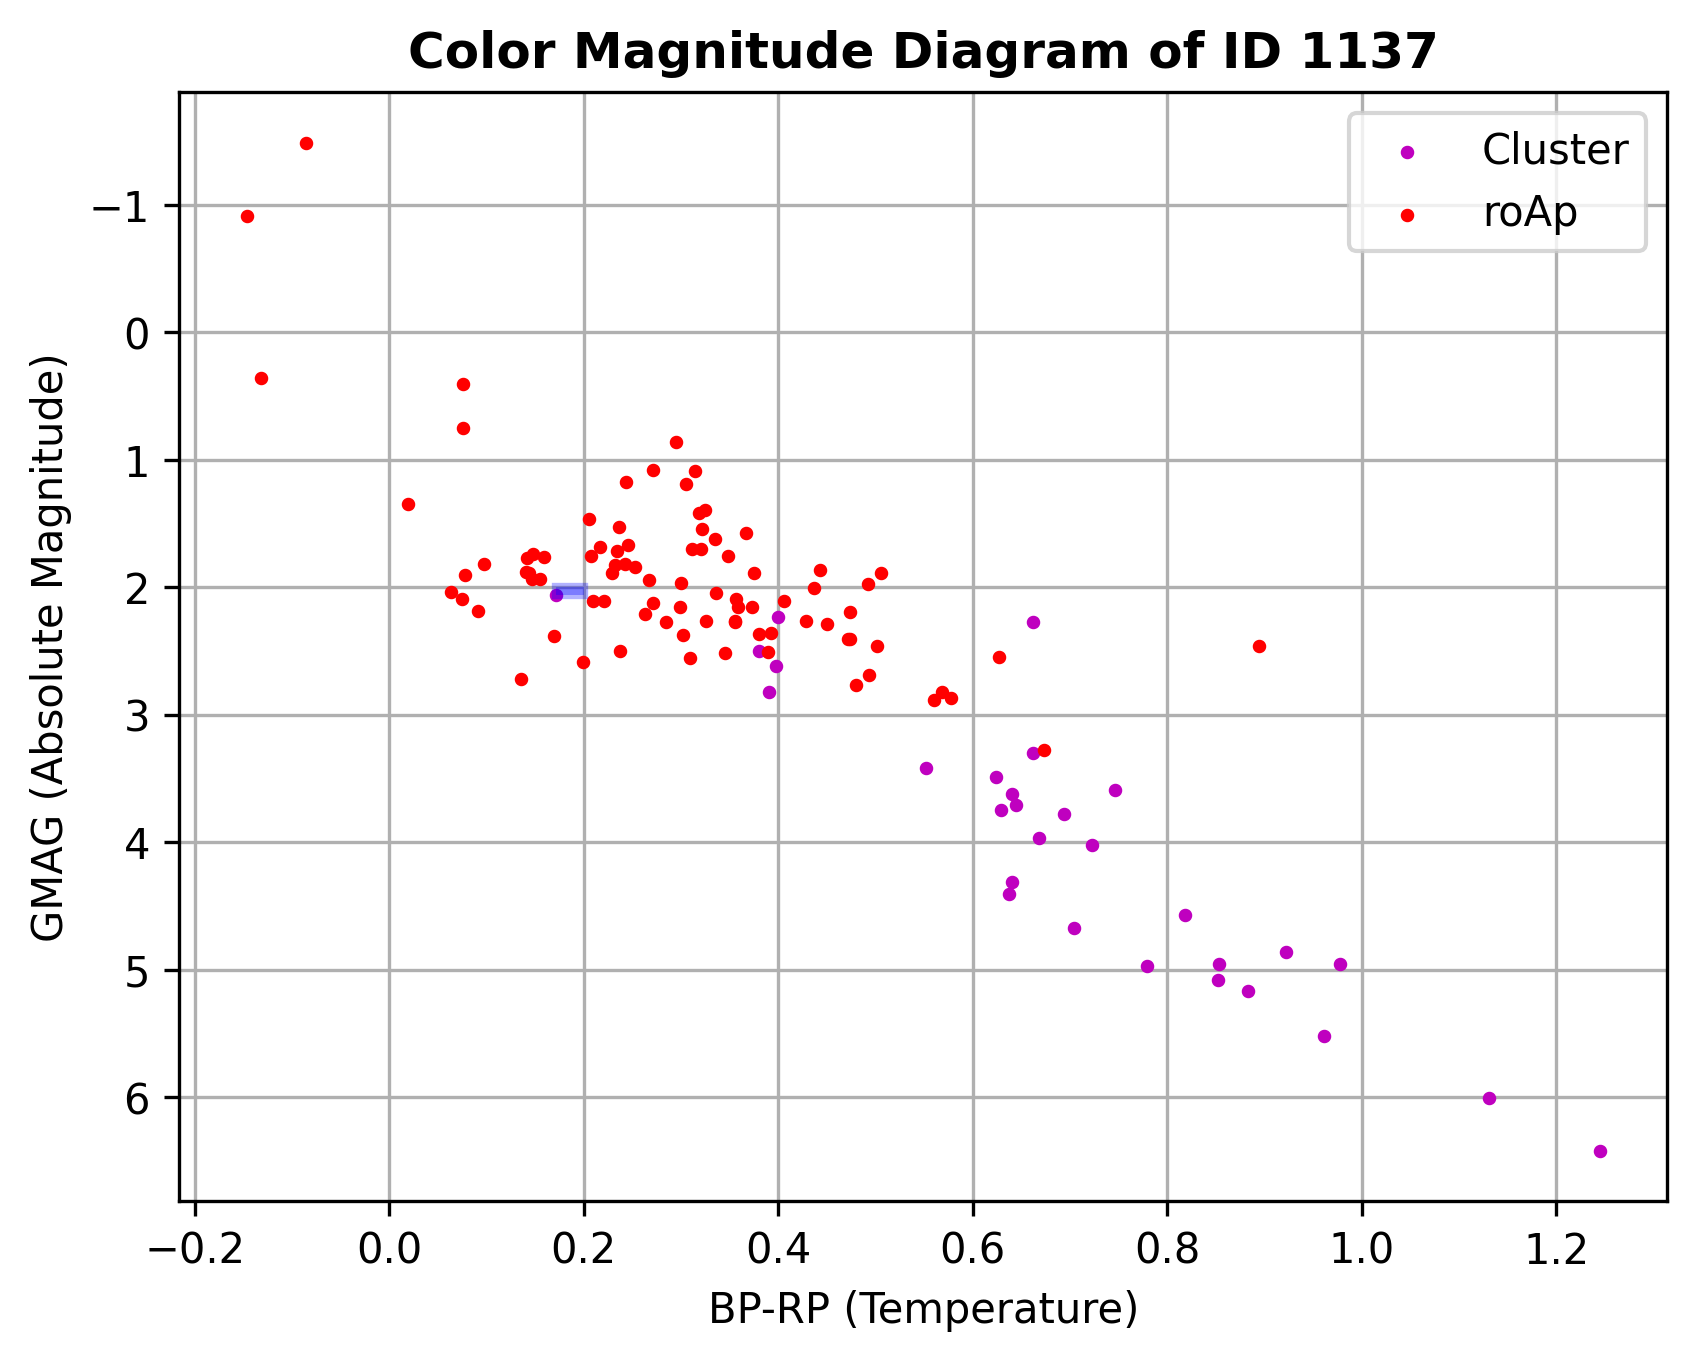 Color Magnitude Diagram of ID 1137
Cluster
roAp
GMAG (Absolute Magnitude)
−1
0
1
2
3
4
5
6
−0.2 0.0 0.2 0.4 0.6 0.8 1.0 1.2
BP-RP (Temperature)